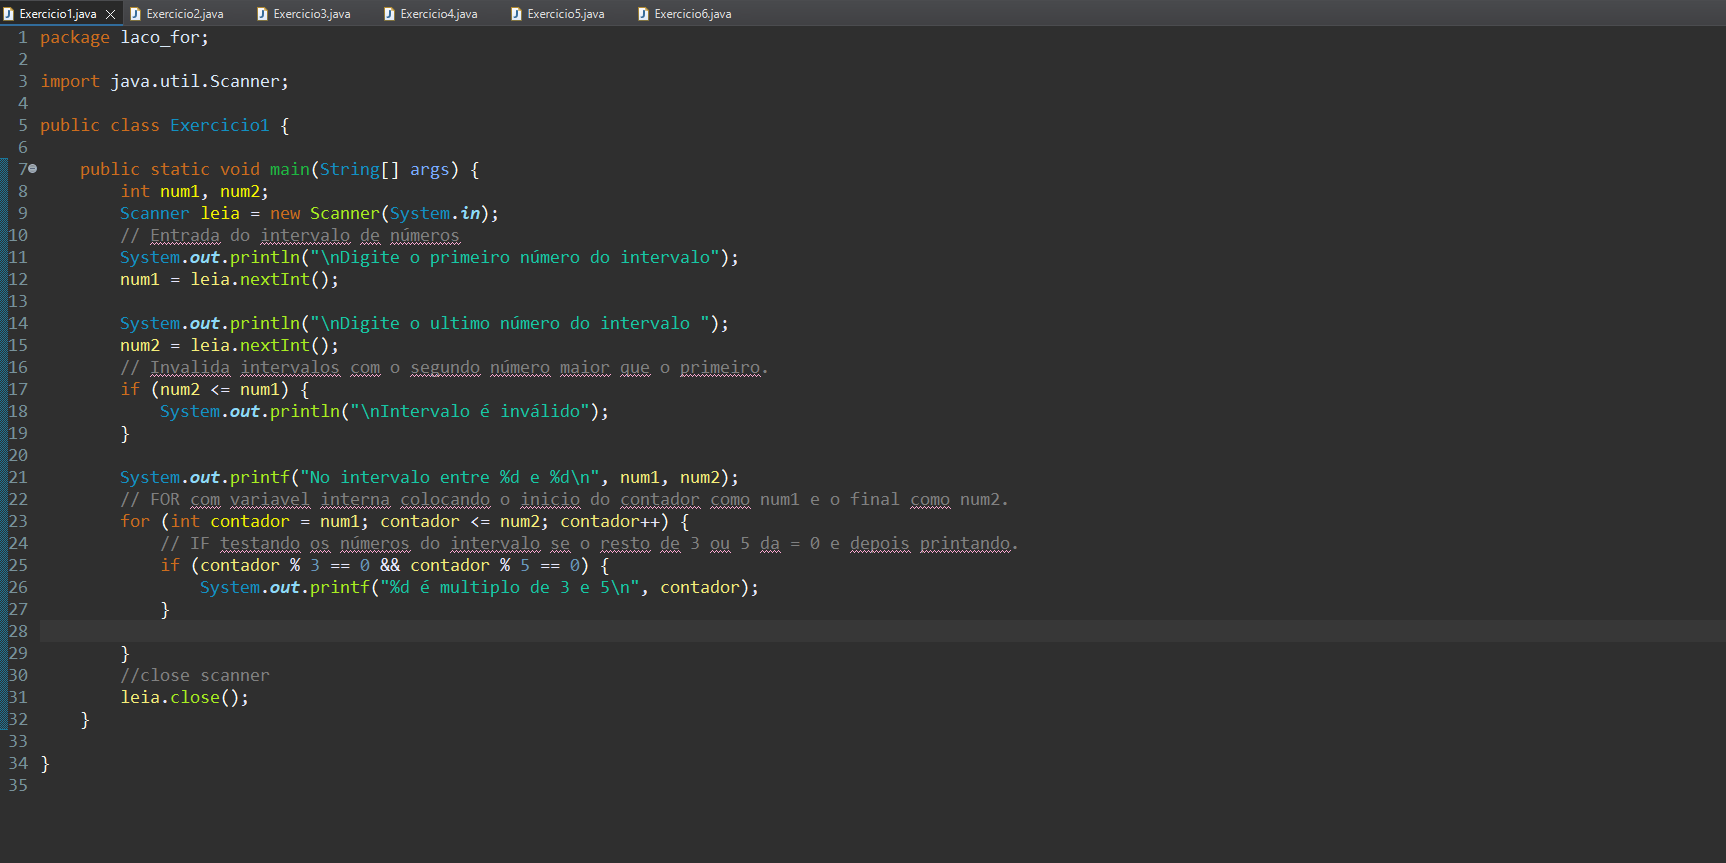 Exercicio1.java Exercicio2.java Exercicio3.java Exercicio4.java Exercicio5.java Exercicio6.java
1 package laco_for;
2
3 import java.util.Scanner;
4
5 public class Exercicio1 {
6
7     public static void main(String[] args) {
8         int num1, num2;
9         Scanner leia = new Scanner(System.in);
10         // Entrada do intervalo de números
11         System.out.println("\nDigite o primeiro número do intervalo");
12         num1 = leia.nextInt();
13
14         System.out.println("\nDigite o ultimo número do intervalo ");
15         num2 = leia.nextInt();
16         // Invalida intervalos com o segundo número maior que o primeiro.
17         if (num2 <= num1) {
18             System.out.println("\nIntervalo é inválido");
19         }
20
21         System.out.printf("No intervalo entre %d e %d\n", num1, num2);
22         // FOR com variavel interna colocando o inicio do contador como num1 e o final como num2.
23         for (int contador = num1; contador <= num2; contador++) {
24             // IF testando os números do intervalo se o resto de 3 ou 5 da = 0 e depois printando.
25             if (contador % 3 == 0 && contador % 5 == 0) {
26                 System.out.printf("%d é multiplo de 3 e 5\n", contador);
27             }
28
29         }
30         //close scanner
31         leia.close();
32     }
33
34 }
35